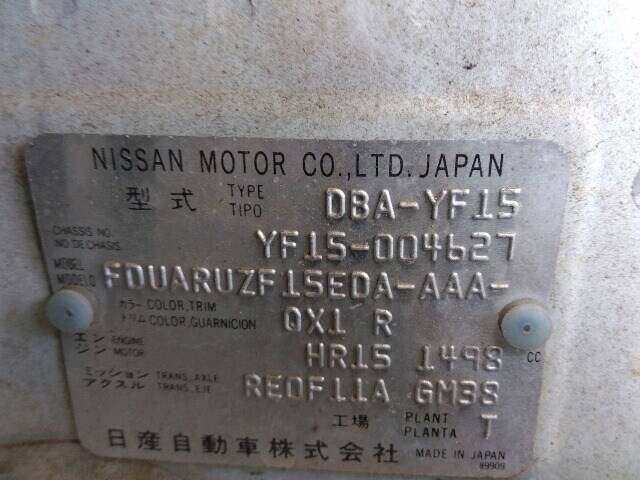 NISSAN MOTOR CO.,LTD. JAPAN
型式 TYPE TIPO DBA-YF15
CHASSIS NO. NO.DE CHASIS. YF15-004627
MODEL MODELO FDUARUZF15EDA-AAA-
カラー COLOR,TRIM
トリム COLOR,GUARNICION QX1 R
エンジン ENGINE MOTOR HR15 1498 CC
ミッション TRANS. AXLE
アクスル TRANS. EJE RE0F11A GM38
工場 PLANT PLANTA T
日産自動車株式会社 MADE IN JAPAN
89909